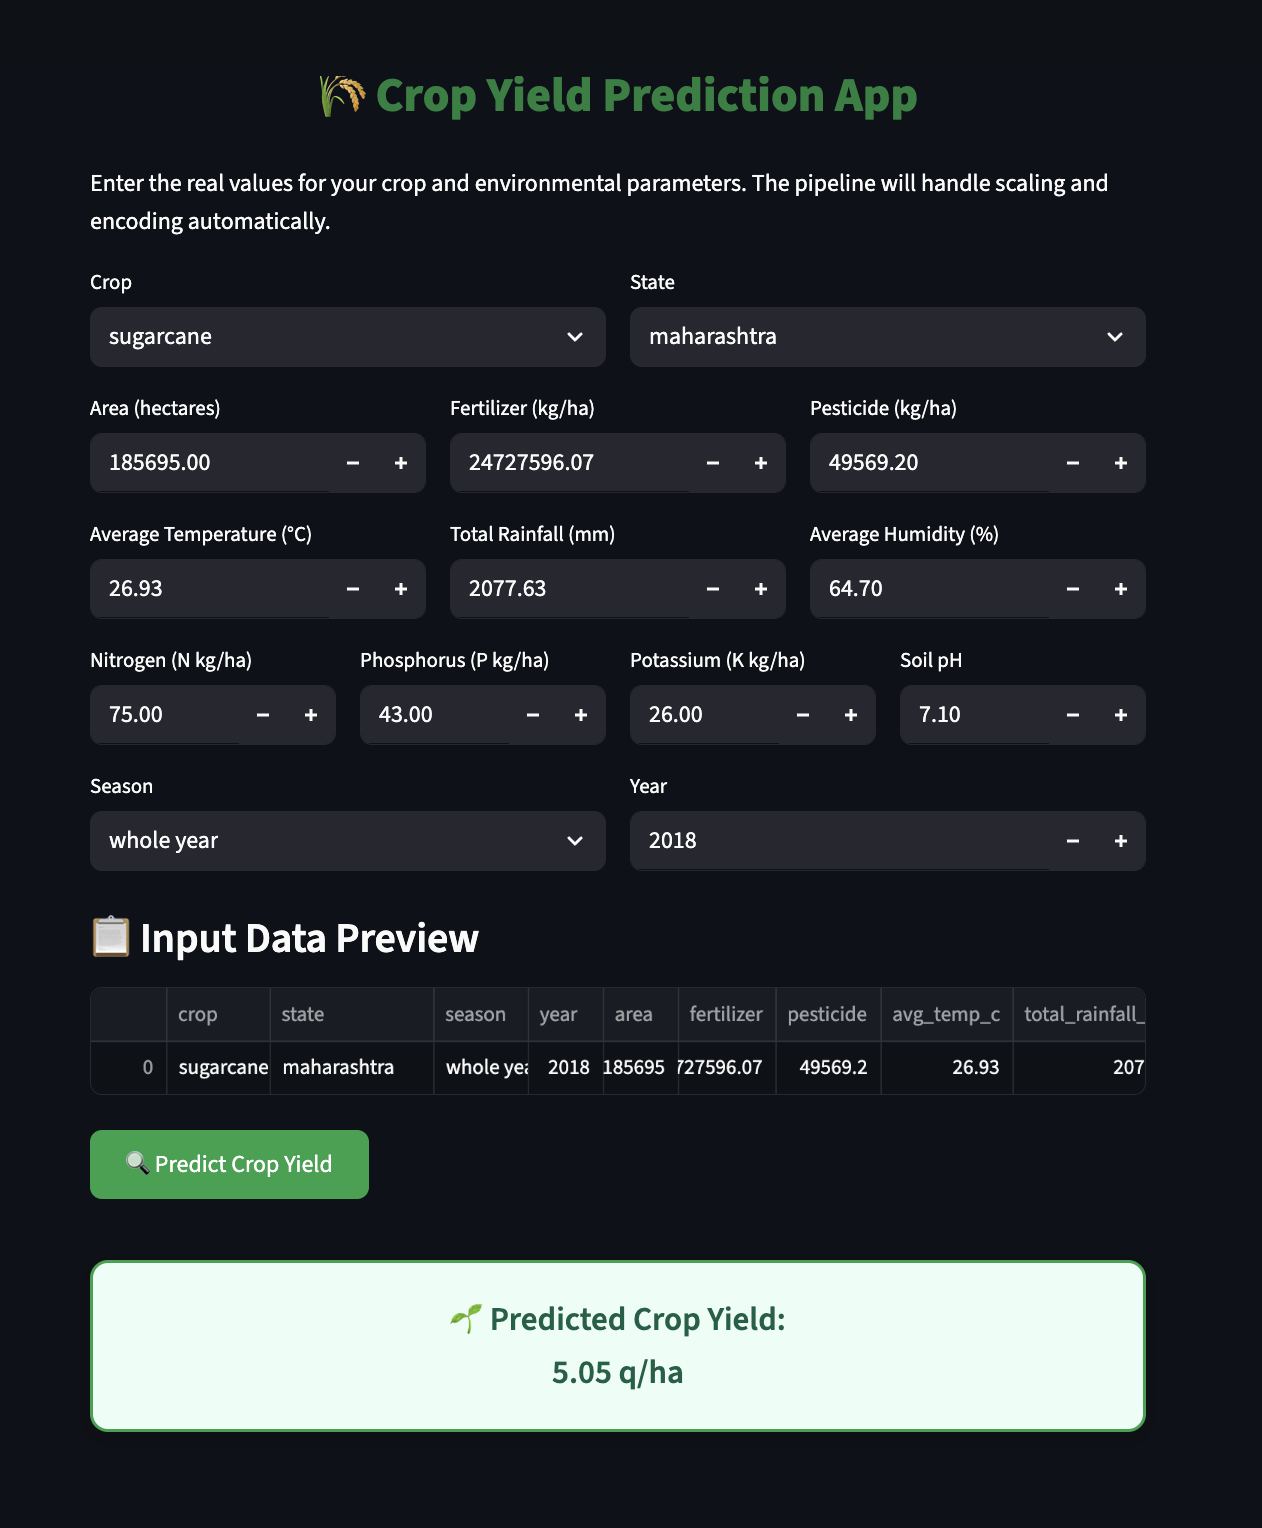 Crop Yield Prediction App
Enter the real values for your crop and environmental parameters. The pipeline will handle scaling and
encoding automatically.
Crop State
sugarcane maharashtra
Area (hectares) Fertilizer (kg/ha) Pesticide (kg/ha)
185695.00 24727596.07 49569.20
Average Temperature (°C) Total Rainfall (mm) Average Humidity (%)
26.93 2077.63 64.70
Nitrogen (N kg/ha) Phosphorus (P kg/ha) Potassium (K kg/ha) Soil pH
75.00 43.00 26.00 7.10
Season Year
whole year 2018
Input Data Preview
crop state season year area fertilizer pesticide avg_temp_c total_rainfall_
0 sugarcane maharashtra whole yea 2018 185695 727596.07 49569.2 26.93 207
Predict Crop Yield
Predicted Crop Yield:
5.05 q/ha